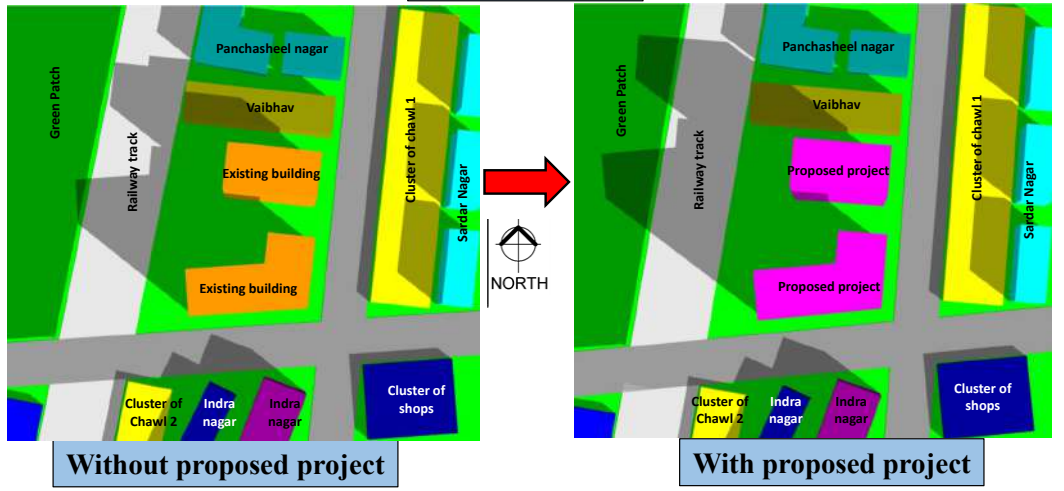 Panchasheel nagar
Green Patch
Vaibhav
Railway track
Existing building
Cluster of chawl 1
Sardar Nagar
Existing building
Cluster of
Chawl 2
Indra
nagar
Indra
nagar
Cluster of
shops
Without proposed project
NORTH
Panchasheel nagar
Green Patch
Vaibhav
Railway track
Proposed project
Cluster of chawl 1
Sardar Nagar
Proposed project
Cluster of
Chawl 2
Indra
nagar
Indra
nagar
Cluster of
shops
With proposed project